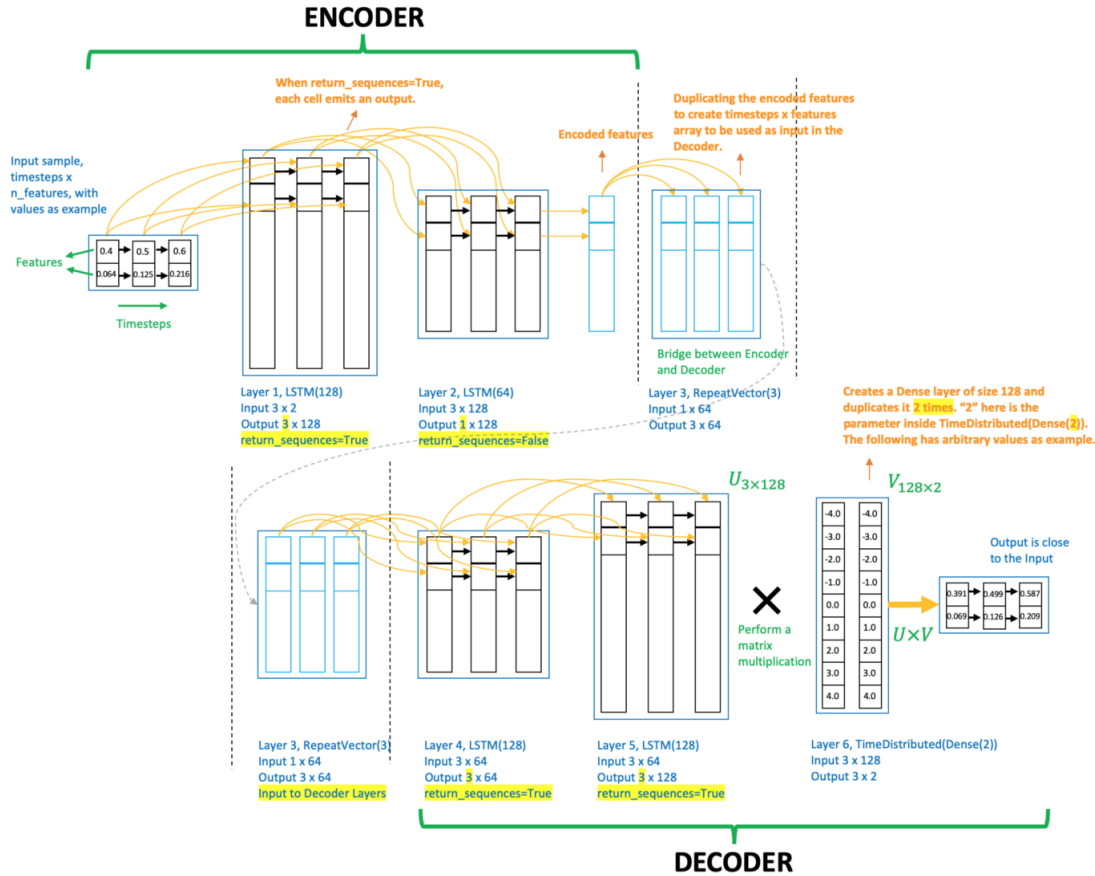 ENCODER
When return_sequences=True,
each cell emits an output.
Duplicating the encoded features
to create timesteps x features
array to be used as input in the
Decoder.
Encoded features
Input sample,
timesteps x
n_features, with
values as example
Features
0.4
0.5
0.6
0.064
0.125
0.216
Timesteps
Bridge between Encoder
and Decoder
Layer 1, LSTM(128)
Input 3 x 2
Output 3 x 128
return_sequences=True
Layer 2, LSTM(64)
Input 3 x 128
Output 1 x 128
return_sequences=False
Layer 3, RepeatVector(3)
Input 1 x 64
Output 3 x 64
Creates a Dense layer of size 128 and
duplicates it 2 times. “2” here is the
parameter inside TimeDistributed(Dense(2)).
The following has arbitrary values as example.
U3×128
V128×2
-4.0 -4.0
-3.0 -3.0
-2.0 -2.0
-1.0 -1.0
0.0 0.0
1.0 1.0
2.0 2.0
3.0 3.0
4.0 4.0
×
Perform a
matrix
multiplication
U×V
Output is close
to the Input
0.391 0.499 0.587
0.069 0.126 0.209
Layer 3, RepeatVector(3)
Input 1 x 64
Output 3 x 64
Input to Decoder Layers
Layer 4, LSTM(128)
Input 3 x 64
Output 3 x 64
return_sequences=True
Layer 5, LSTM(128)
Input 3 x 64
Output 3 x 128
return_sequences=True
Layer 6, TimeDistributed(Dense(2))
Input 3 x 128
Output 3 x 2
DECODER